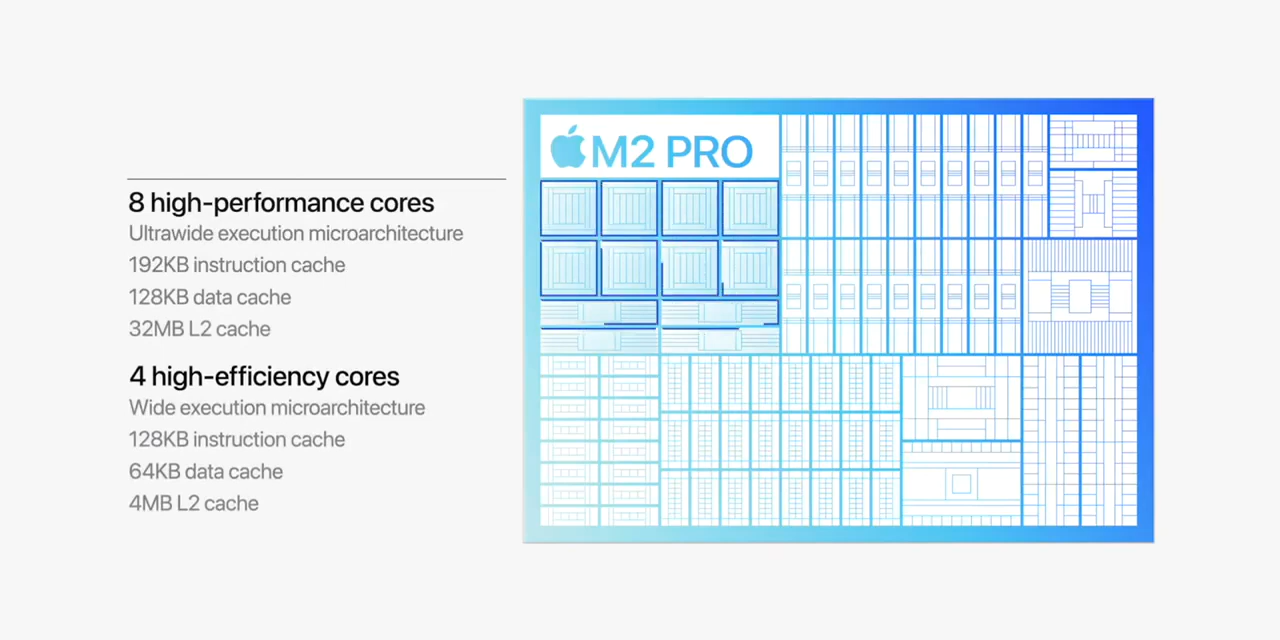 8 high-performance cores
Ultrawide execution microarchitecture
192KB instruction cache
128KB data cache
32MB L2 cache
4 high-efficiency cores
Wide execution microarchitecture
128KB instruction cache
64KB data cache
4MB L2 cache
M2 PRO